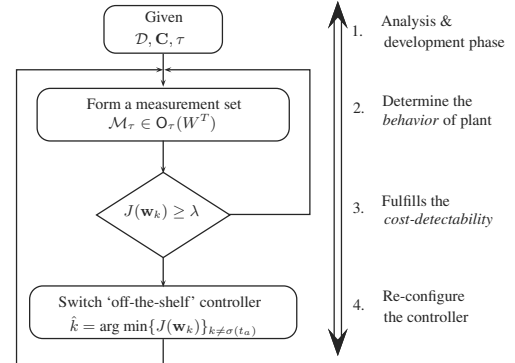 Given
𝒟, C, τ
Form a measurement set
ℳ_τ ∈ O_τ(W^T)
J(w_k) ≥ λ
Switch ‘off-the-shelf’ controller
k̂ = arg min{J(w_k)}_{k≠σ(t_a)}
1. Analysis &
development phase
2. Determine the
behavior of plant
3. Fulfills the
cost-detectability
4. Re-configure
the controller